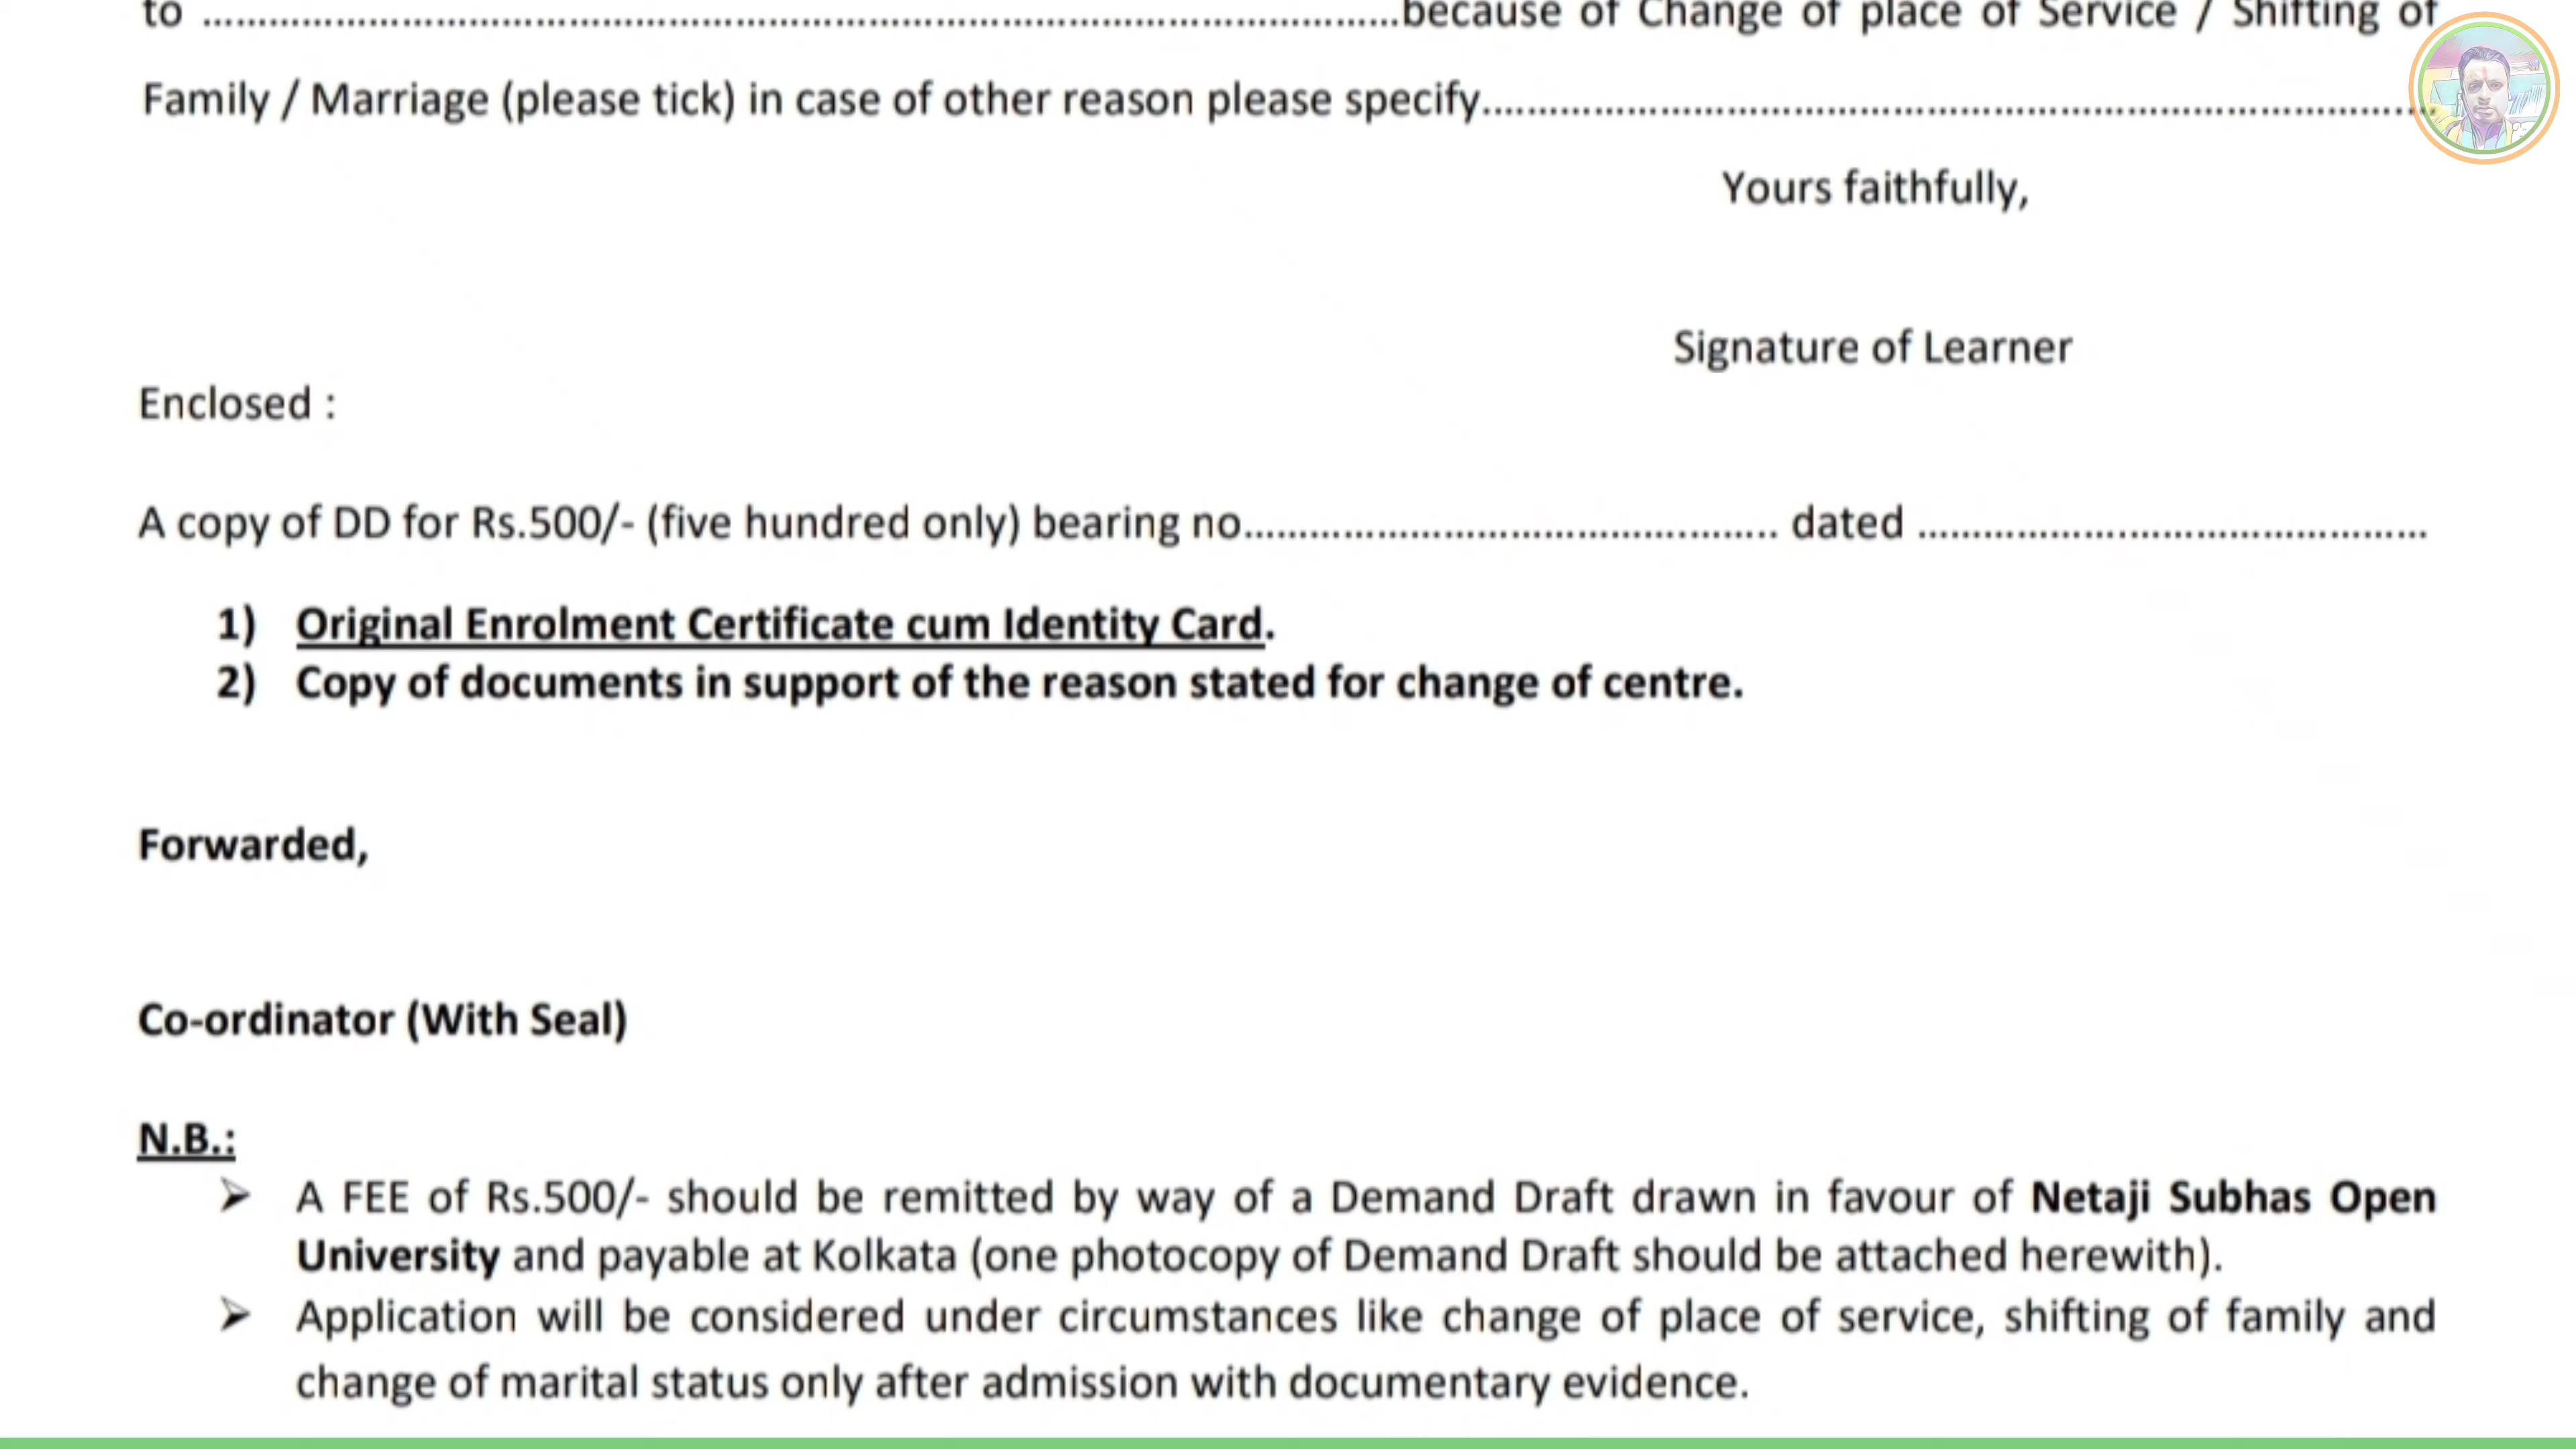 to ........................................................................................................because of Change of place of Service / Shifting of
Family / Marriage (please tick) in case of other reason please specify....................................................................................
Yours faithfully,
Signature of Learner
Enclosed :
A copy of DD for Rs.500/- (five hundred only) bearing no................................................ dated ..............................................
1) Original Enrolment Certificate cum Identity Card.
2) Copy of documents in support of the reason stated for change of centre.
Forwarded,
Co-ordinator (With Seal)
N.B.:
➢ A FEE of Rs.500/- should be remitted by way of a Demand Draft drawn in favour of Netaji Subhas Open
University and payable at Kolkata (one photocopy of Demand Draft should be attached herewith).
➢ Application will be considered under circumstances like change of place of service, shifting of family and
change of marital status only after admission with documentary evidence.